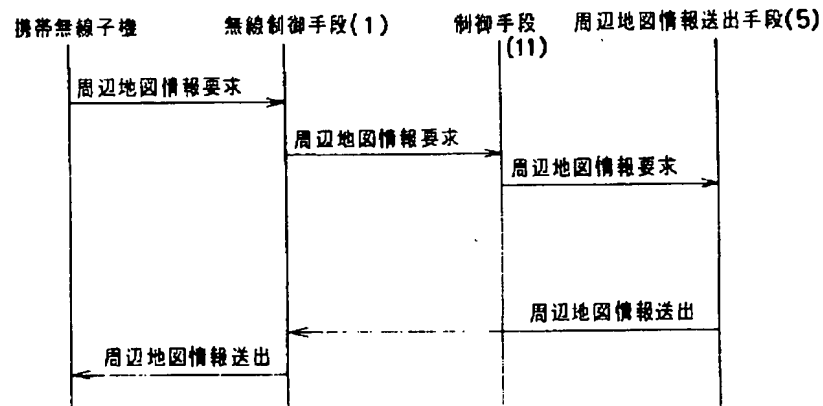 携帯無線子機
無線制御手段(1)
制御手段
(11)
周辺地図情報送出手段(5)
周辺地図情報要求
周辺地図情報要求
周辺地図情報要求
周辺地図情報送出
周辺地図情報送出